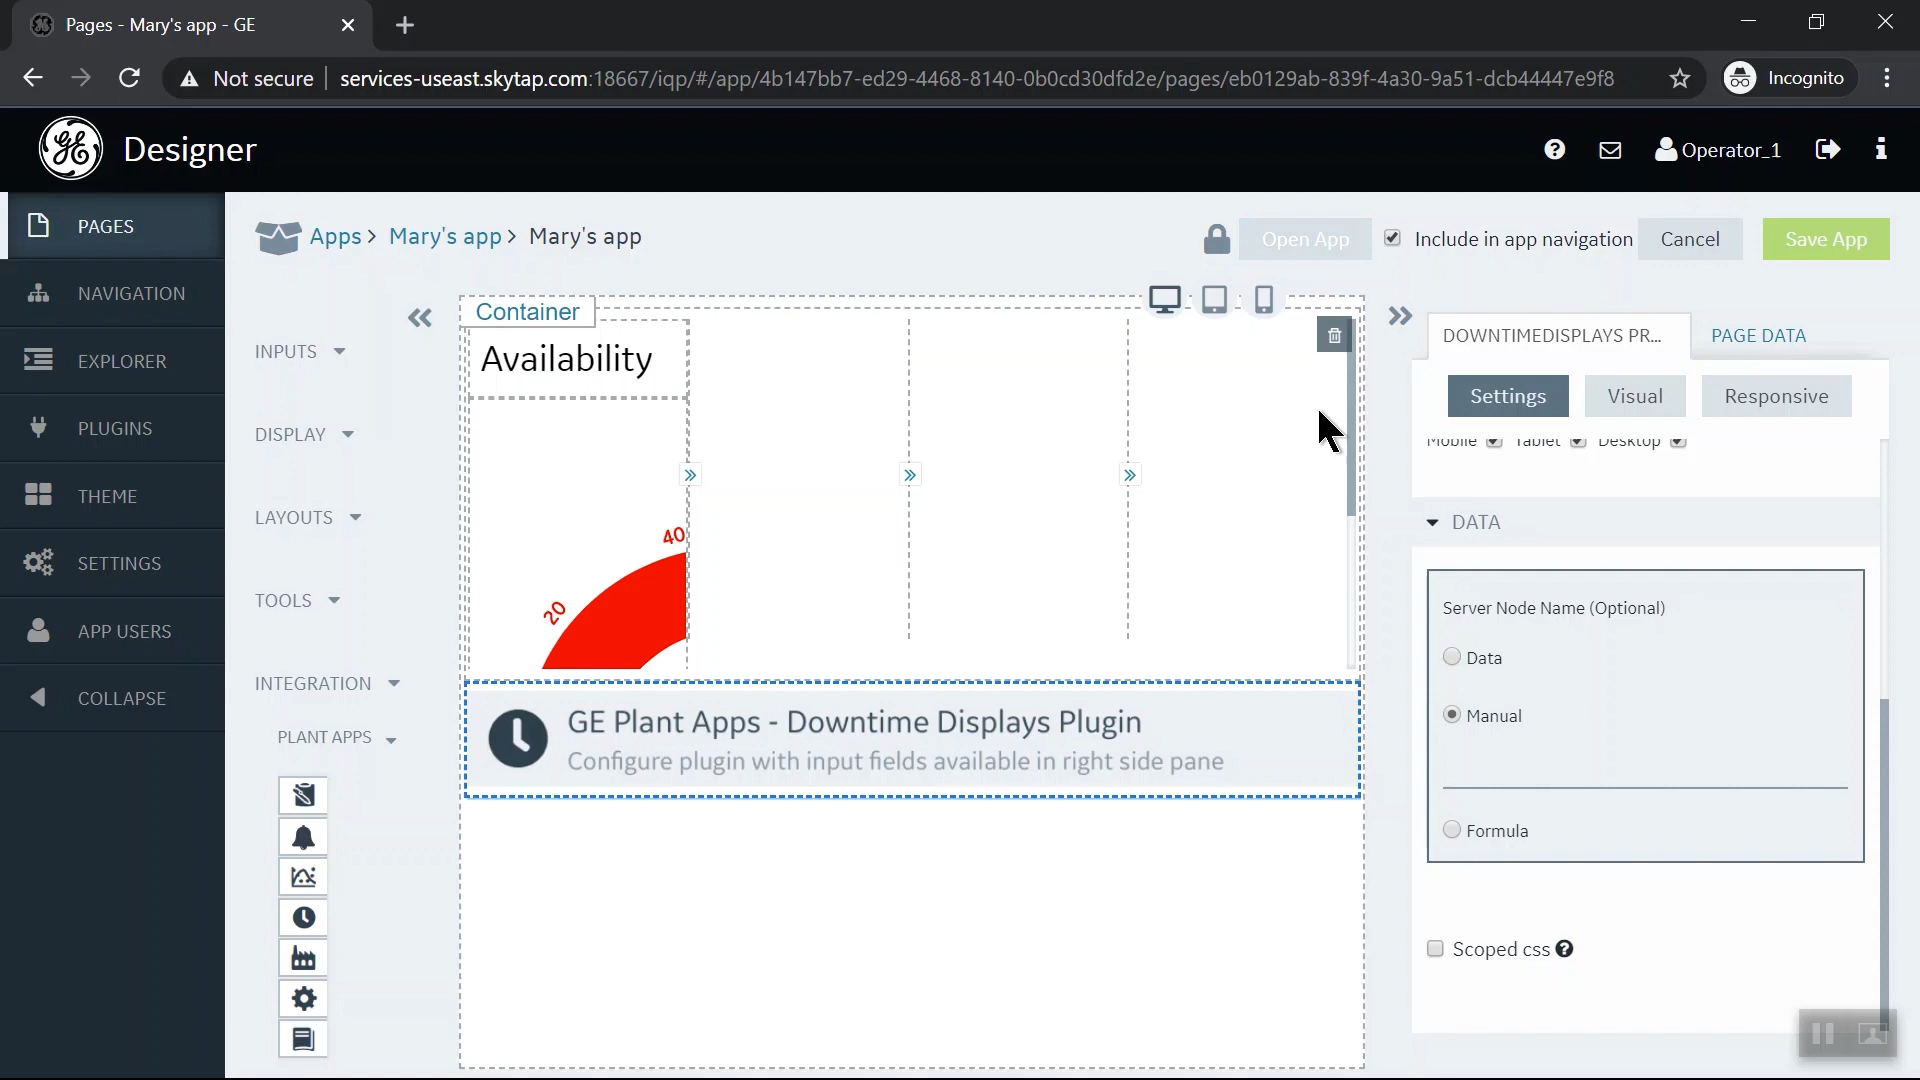 Pages - Mary's app - GE
Not secure services-useast.skytap.com:18667/iqp/#/app/4b147bb7-ed29-4468-8140-0b0cd30dfd2e/pages/eb0129ab-839f-4a30-9a51-dcb44447e9f8 Incognito
GE Designer Operator_1
PAGES
NAVIGATION
EXPLORER
PLUGINS
THEME
SETTINGS
APP USERS
COLLAPSE
Apps> Mary's app> Mary's app
Open App Include in app navigation Cancel Save App
INPUTS
DISPLAY
LAYOUTS
TOOLS
INTEGRATION
PLANT APPS
Container
Availability
40
20
GE Plant Apps - Downtime Displays Plugin
Configure plugin with input fields available in right side pane
DOWNTIMEDISPLAYS PR... PAGE DATA
Settings Visual Responsive
Mobile Tablet Desktop
DATA
Server Node Name (Optional)
Data
Manual
Formula
Scoped css